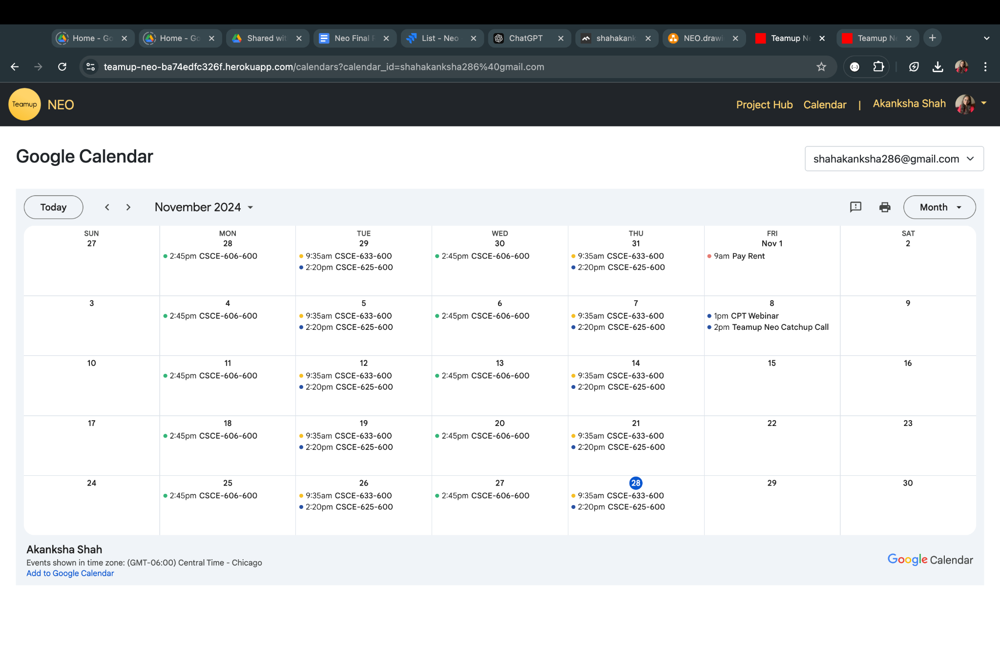 Home - Go
Home - Go
Shared wit
Neo Final
List - Neo
ChatGPT
shahakank
NEO.drawi
Teamup Ne
Teamup Ne
teamup-neo-ba74edfc326f.herokuapp.com/calendars?calendar_id=shahakanksha286%40gmail.com
Teamup NEO Project Hub Calendar | Akanksha Shah
Google Calendar
shahakanksha286@gmail.com
Today November 2024 Month
SUN MON TUE WED THU FRI SAT
27 28 29 30 31 Nov 1 2
2:45pm CSCE-606-600 9:35am CSCE-633-600 2:45pm CSCE-606-600 9:35am CSCE-633-600 9am Pay Rent
2:20pm CSCE-625-600 2:20pm CSCE-625-600
3 4 5 6 7 8 9
2:45pm CSCE-606-600 9:35am CSCE-633-600 2:45pm CSCE-606-600 9:35am CSCE-633-600 1pm CPT Webinar
2:20pm CSCE-625-600 2:20pm CSCE-625-600 2pm Teamup Neo Catchup Call
10 11 12 13 14 15 16
2:45pm CSCE-606-600 9:35am CSCE-633-600 2:45pm CSCE-606-600 9:35am CSCE-633-600
2:20pm CSCE-625-600 2:20pm CSCE-625-600
17 18 19 20 21 22 23
2:45pm CSCE-606-600 9:35am CSCE-633-600 2:45pm CSCE-606-600 9:35am CSCE-633-600
2:20pm CSCE-625-600 2:20pm CSCE-625-600
24 25 26 27 28 29 30
2:45pm CSCE-606-600 9:35am CSCE-633-600 2:45pm CSCE-606-600 9:35am CSCE-633-600
2:20pm CSCE-625-600 2:20pm CSCE-625-600
Akanksha Shah
Events shown in time zone: (GMT-06:00) Central Time - Chicago
Add to Google Calendar
Google Calendar